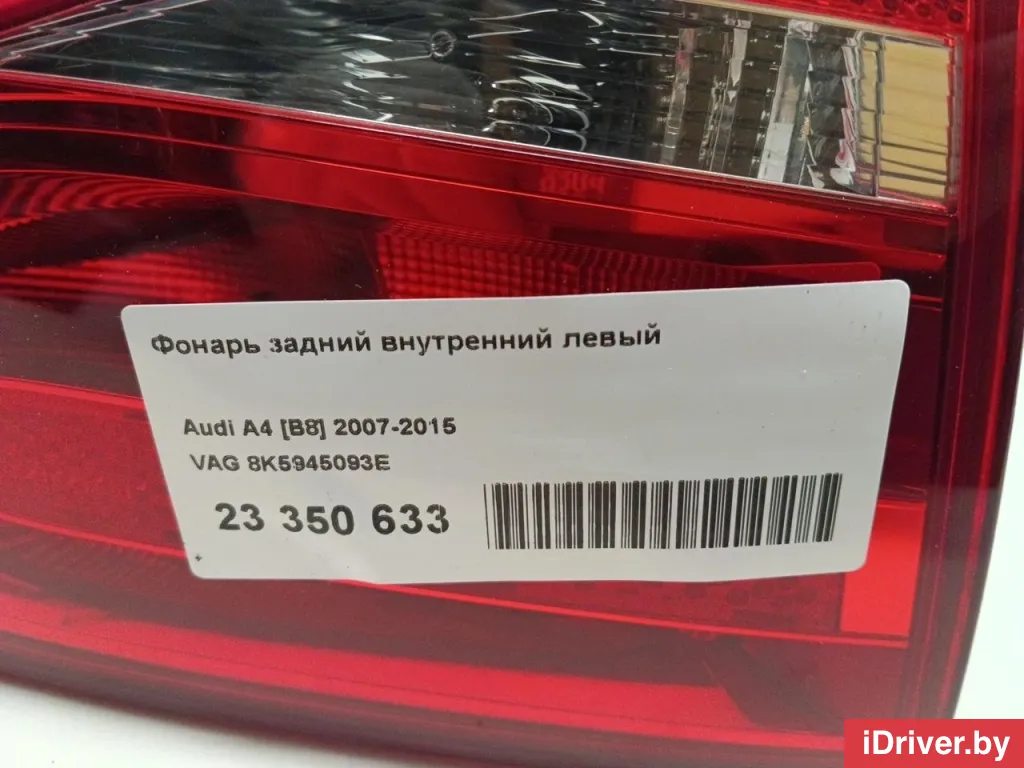 Фонарь задний внутренний левый
Audi A4 [B8] 2007-2015
VAG 8K5945093E
23 350 633
iDriver.by